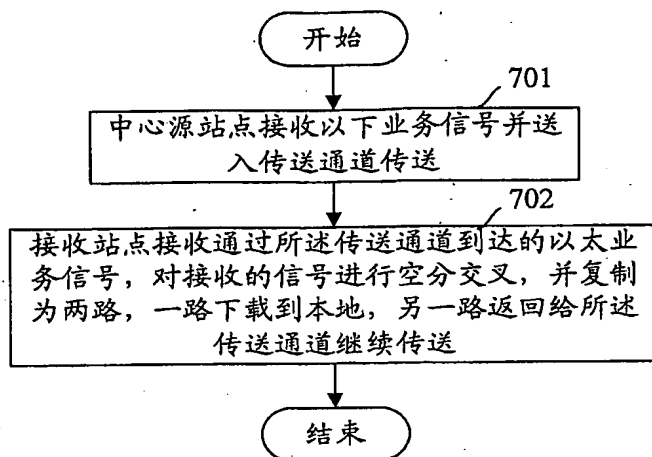 开始
701
中心源站点接收以下业务信号并送
入传送通道传送
702
接收站点接收通过所述传送通道到达的以太业
务信号，对接收的信号进行空分交叉，并复制
为两路，一路下载到本地，另一路返回给所述
传送通道继续传送
结束